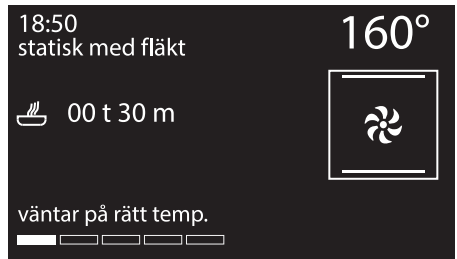 18:50
160°
statisk med fläkt
00 t 30 m
väntar på rätt temp.